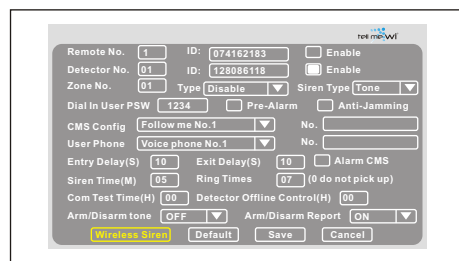 tell me WI
Remote No. 1 ID: 074162183 Enable
Detector No. 01 ID: 128086118 Enable
Zone No. 01 Type Disable Siren Type Tone
Dial In User PSW 1234 Pre-Alarm Anti-Jamming
CMS Config Follow me No.1 No.
User Phone Voice phone No.1 No.
Entry Delay(S) 10 Exit Delay(S) 10 Alarm CMS
Siren Time(M) 05 Ring Times 07 (0 do not pick up)
Com Test Time(H) 00 Detector Offline Control(H) 00
Arm/Disarm tone OFF Arm/Disarm Report ON
Wireless Siren Default Save Cancel